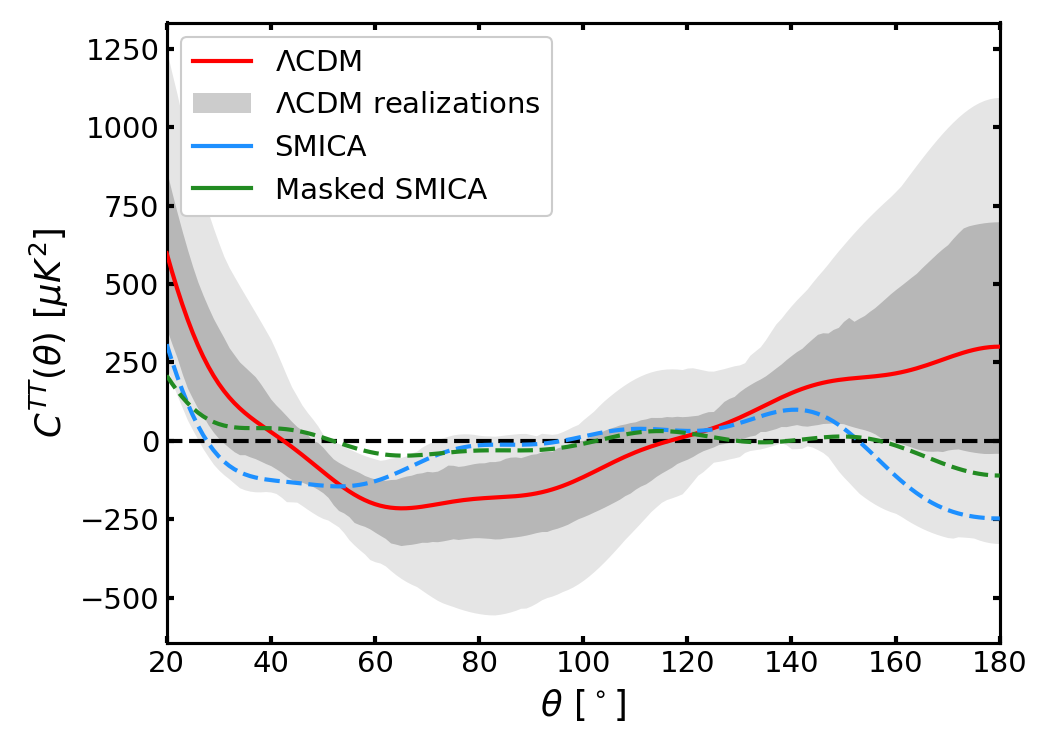 1250
1000
750
500
250
0
−250
−500
C^{TT}(θ) [μK²]
ΛCDM
ΛCDM realizations
SMICA
Masked SMICA
20 40 60 80 100 120 140 160 180
θ [°]